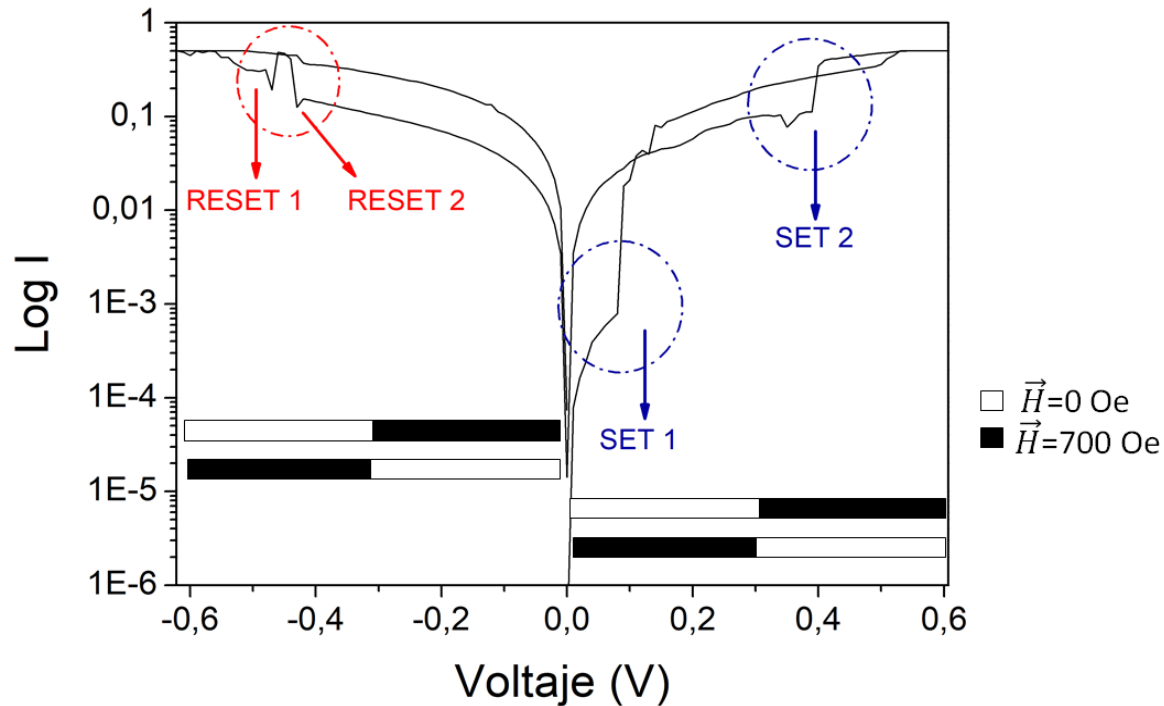 1
0,1
0,01
1E-3
1E-4
1E-5
1E-6
Log I
RESET 1
RESET 2
SET 2
SET 1
H⃗=0 Oe
H⃗=700 Oe
-0,6 -0,4 -0,2 0,0 0,2 0,4 0,6
Voltaje (V)